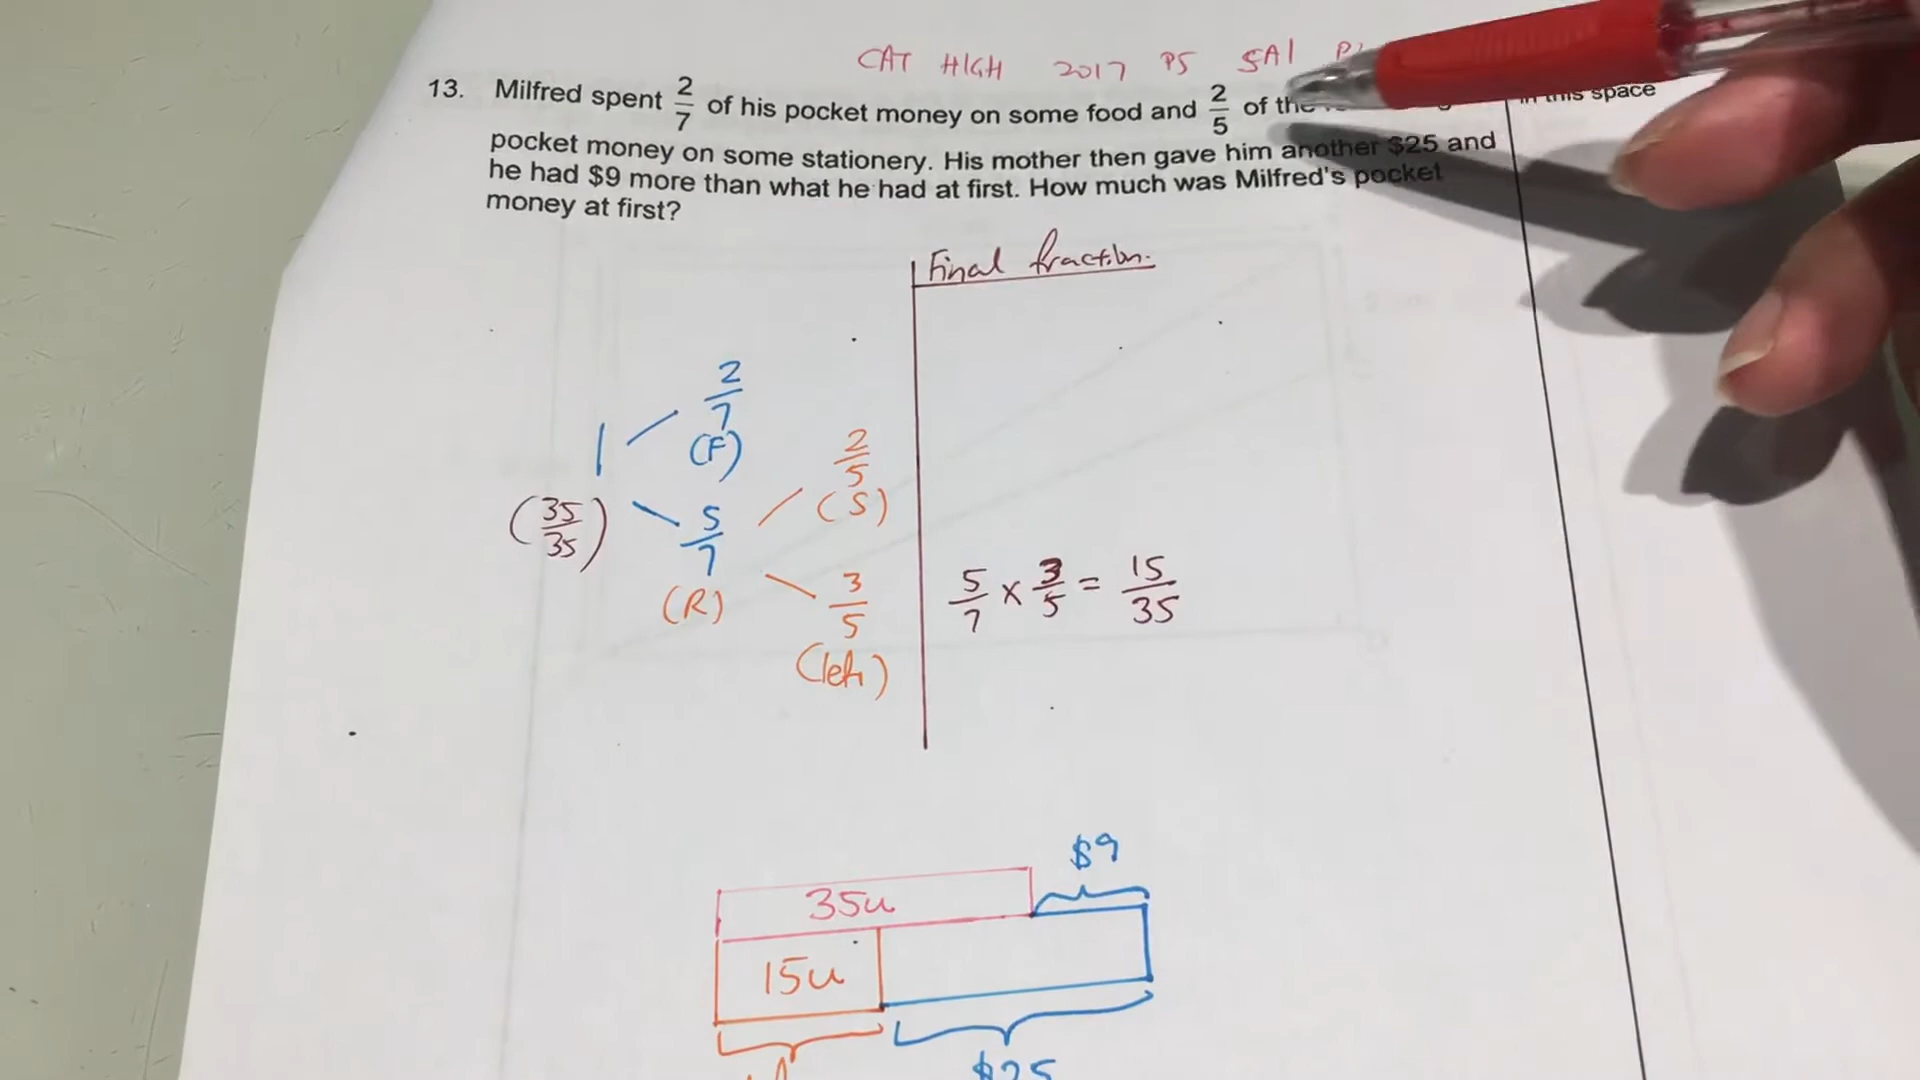 CAT HIGH 2017 P5 SA1
13. Milfred spent 2/7 of his pocket money on some food and 2/5 of the
in this space
pocket money on some stationery. His mother then gave him another $25 and
he had $9 more than what he had at first. How much was Milfred's pocket
money at first?
Final fraction.
2/7
(F)
1
(35/35)
2/5
(S)
5/7
(R)
3/5
(left)
5/7 x 3/5 = 15/35
$9
35u
15u
$25